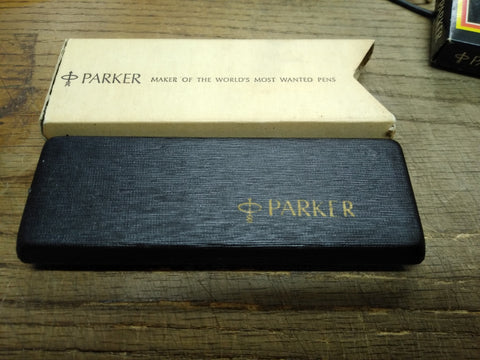 PARKER MAKER OF THE WORLD'S MOST WANTED PENS
PARKER